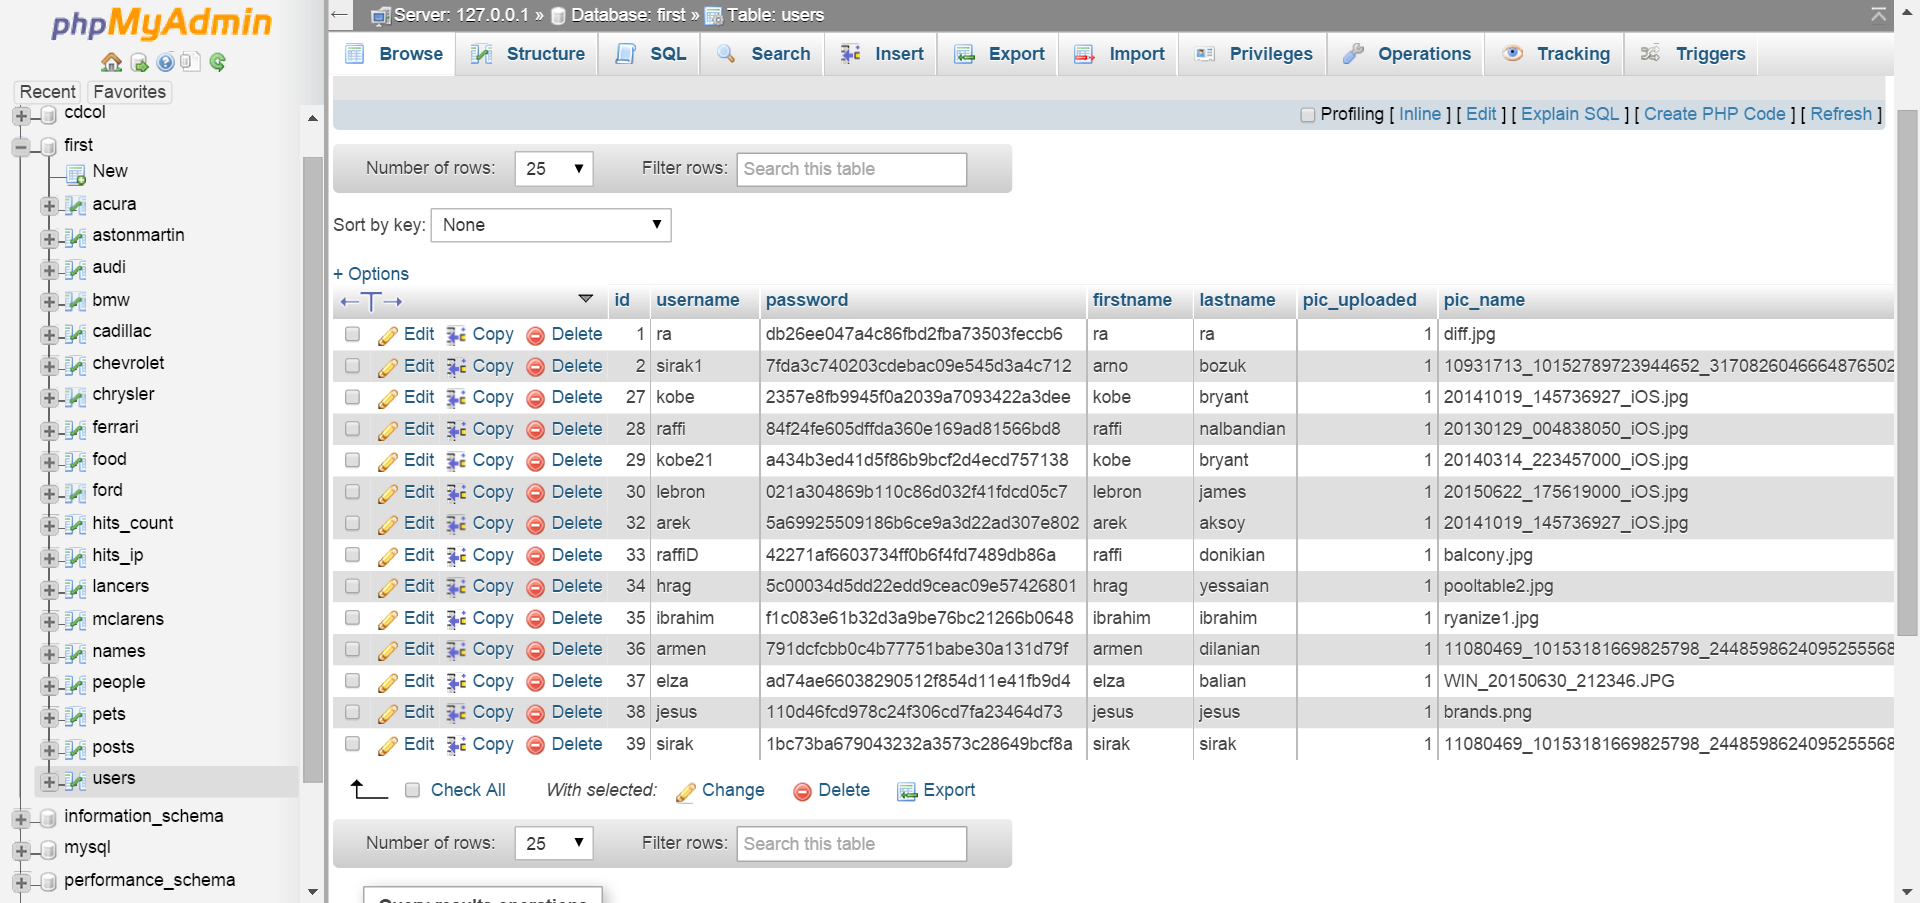 phpMyAdmin
Recent Favorites
cdcol
first
New
acura
astonmartin
audi
bmw
cadillac
chevrolet
chrysler
ferrari
food
ford
hits_count
hits_ip
lancers
mclarens
names
people
pets
posts
users
information_schema
mysql
performance_schema
Server: 127.0.0.1 » Database: first » Table: users
Browse Structure SQL Search Insert Export Import Privileges Operations Tracking Triggers
Profiling [ Inline ] [ Edit ] [ Explain SQL ] [ Create PHP Code ] [ Refresh ]
Number of rows: 25 Filter rows: Search this table
Sort by key: None
+ Options
←T→ id username password firstname lastname pic_uploaded pic_name
Edit Copy Delete 1 ra db26ee047a4c86fbd2fba73503feccb6 ra ra 1 diff.jpg
Edit Copy Delete 2 sirak1 7fda3c740203cdebac09e545d3a4c712 arno bozuk 1 10931713_10152789723944652_3170826046664876502
Edit Copy Delete 27 kobe 2357e8fb9945f0a2039a7093422a3dee kobe bryant 1 20141019_145736927_iOS.jpg
Edit Copy Delete 28 raffi 84f24fe605dffda360e169ad81566bd8 raffi nalbandian 1 20130129_004838050_iOS.jpg
Edit Copy Delete 29 kobe21 a434b3ed41d5f86b9bcf2d4ecd757138 kobe bryant 1 20140314_223457000_iOS.jpg
Edit Copy Delete 30 lebron 021a304869b110c86d032f41fdcd05c7 lebron james 1 20150622_175619000_iOS.jpg
Edit Copy Delete 32 arek 5a69925509186b6ce9a3d22ad307e802 arek aksoy 1 20141019_145736927_iOS.jpg
Edit Copy Delete 33 raffiD 42271af6603734ff0b6f4fd7489db86a raffi donikian 1 balcony.jpg
Edit Copy Delete 34 hrag 5c00034d5dd22edd9ceac09e57426801 hrag yessaian 1 pooltable2.jpg
Edit Copy Delete 35 ibrahim f1c083e61b32d3a9be76bc21266b0648 ibrahim ibrahim 1 ryanize1.jpg
Edit Copy Delete 36 armen 791dcfcbb0c4b77751babe30a131d79f armen dilanian 1 11080469_10153181669825798_2448598624095255568
Edit Copy Delete 37 elza ad74ae66038290512f854d11e41fb9d4 elza balian 1 WIN_20150630_212346.JPG
Edit Copy Delete 38 jesus 110d46fcd978c24f306cd7fa23464d73 jesus jesus 1 brands.png
Edit Copy Delete 39 sirak 1bc73ba679043232a3573c28649bcf8a sirak sirak 1 11080469_10153181669825798_2448598624095255568
Check All With selected: Change Delete Export
Number of rows: 25 Filter rows: Search this table
Query results operations